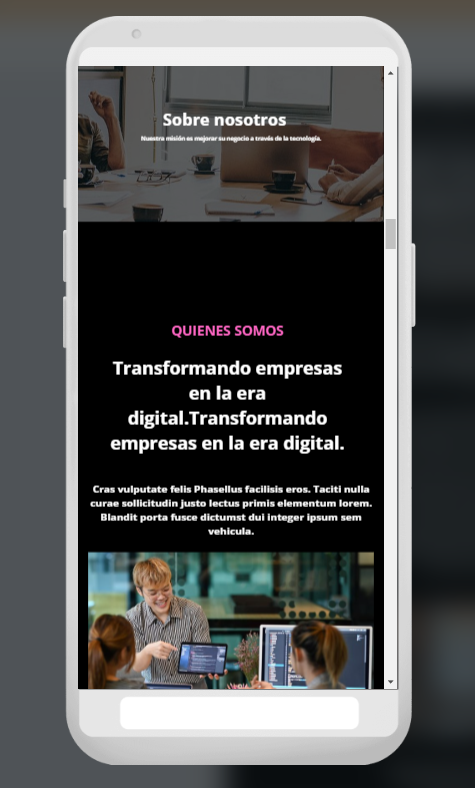 Sobre nosotros
Nuestra misión es mejorar su negocio a través de la tecnología.
QUIENES SOMOS
Transformando empresas
en la era
digital.Transformando
empresas en la era digital.
Cras vulputate felis Phasellus facilisis eros. Taciti nulla
curae sollicitudin justo lectus primis elementum lorem.
Blandit porta fusce dictumst dui integer ipsum sem
vehicula.